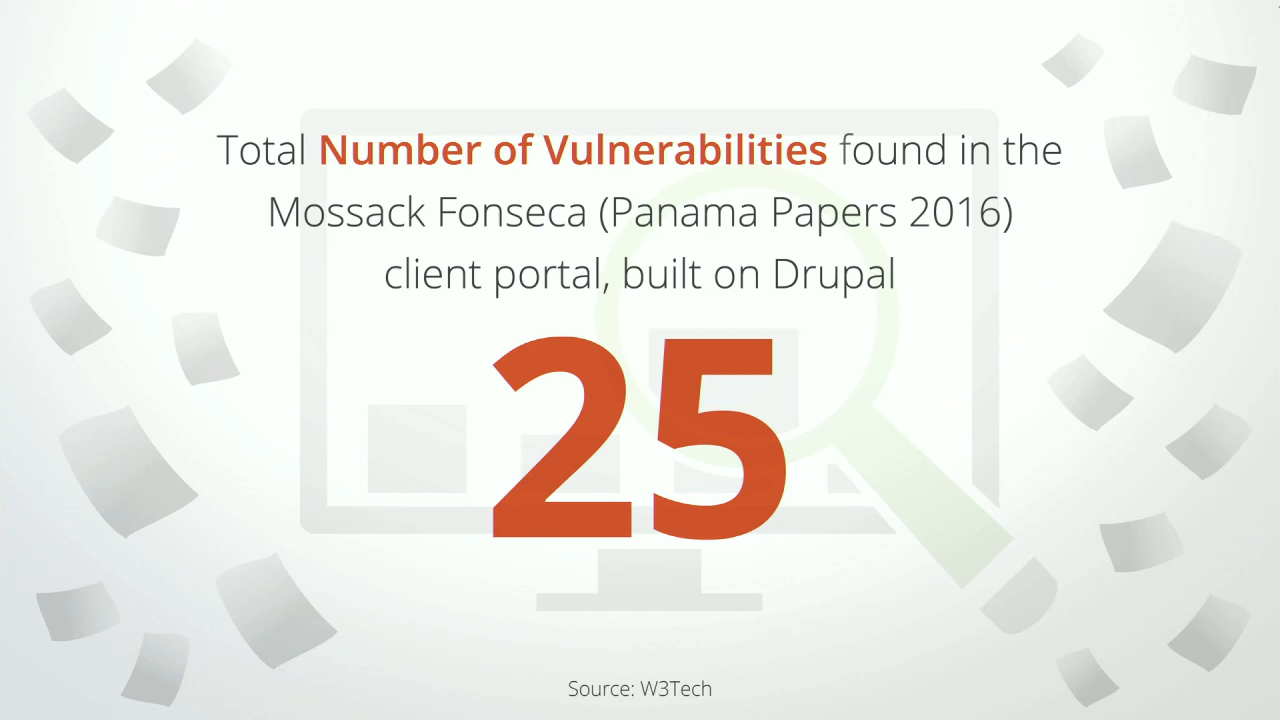 Total Number of Vulnerabilities found in the
Mossack Fonseca (Panama Papers 2016)
client portal, built on Drupal
25
Source: W3Tech